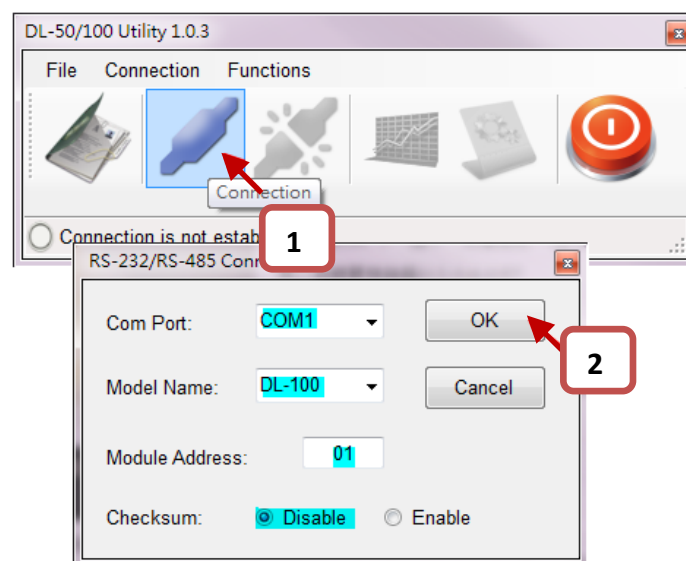 DL-50/100 Utility 1.0.3
File Connection Functions
Connection
1
Connection is not estab
RS-232/RS-485 Con
Com Port: COM1 OK
2
Model Name: DL-100 Cancel
Module Address: 01
Checksum: Disable Enable